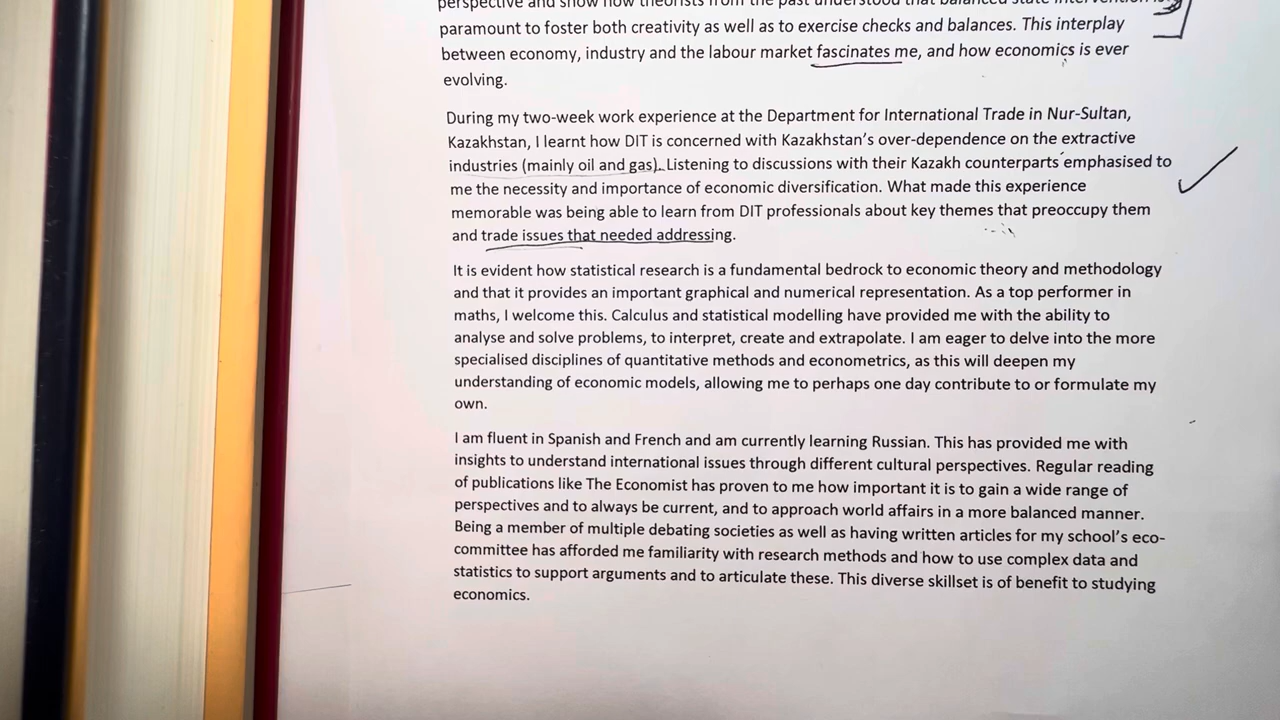 perspective and show how theorists from the past understood that balanced state intervention is
paramount to foster both creativity as well as to exercise checks and balances. This interplay
between economy, industry and the labour market fascinates me, and how economics is ever
evolving.
During my two-week work experience at the Department for International Trade in Nur-Sultan,
Kazakhstan, I learnt how DIT is concerned with Kazakhstan's over-dependence on the extractive
industries (mainly oil and gas). Listening to discussions with their Kazakh counterparts emphasised to
me the necessity and importance of economic diversification. What made this experience
memorable was being able to learn from DIT professionals about key themes that preoccupy them
and trade issues that needed addressing.
It is evident how statistical research is a fundamental bedrock to economic theory and methodology
and that it provides an important graphical and numerical representation. As a top performer in
maths, I welcome this. Calculus and statistical modelling have provided me with the ability to
analyse and solve problems, to interpret, create and extrapolate. I am eager to delve into the more
specialised disciplines of quantitative methods and econometrics, as this will deepen my
understanding of economic models, allowing me to perhaps one day contribute to or formulate my
own.
I am fluent in Spanish and French and am currently learning Russian. This has provided me with
insights to understand international issues through different cultural perspectives. Regular reading
of publications like The Economist has proven to me how important it is to gain a wide range of
perspectives and to always be current, and to approach world affairs in a more balanced manner.
Being a member of multiple debating societies as well as having written articles for my school's eco-
committee has afforded me familiarity with research methods and how to use complex data and
statistics to support arguments and to articulate these. This diverse skillset is of benefit to studying
economics.